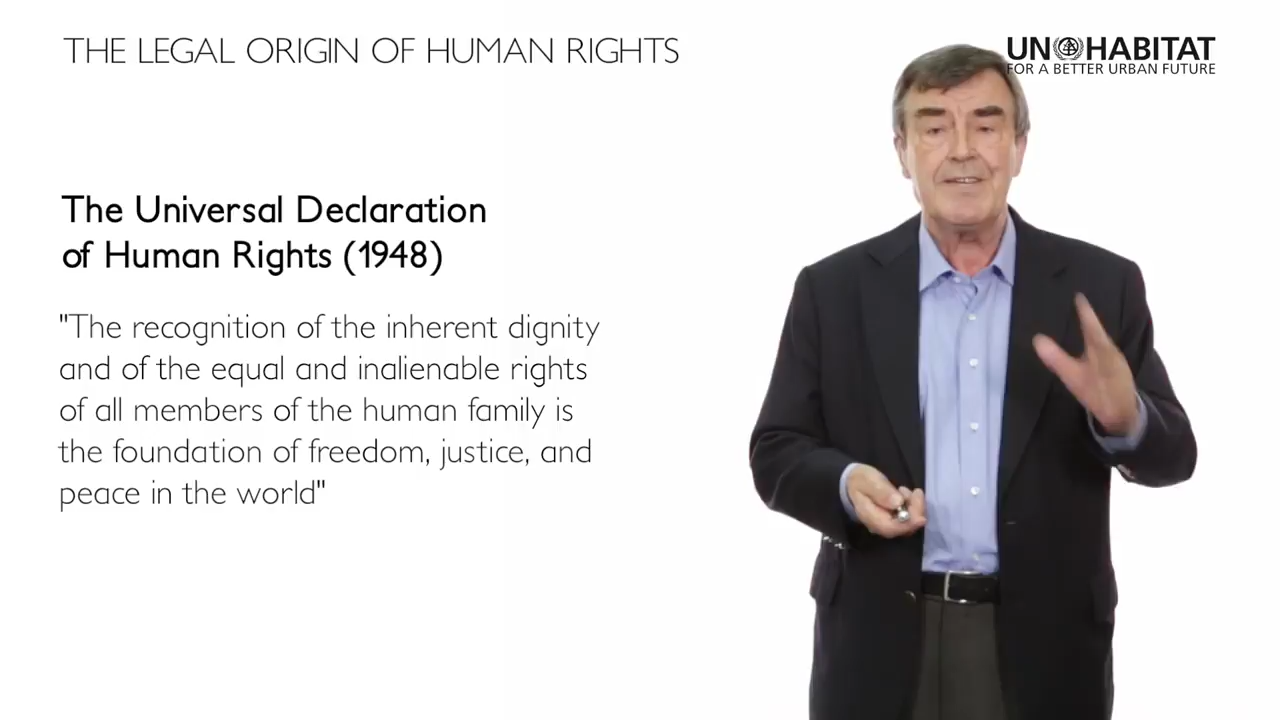 THE LEGAL ORIGIN OF HUMAN RIGHTS
UN HABITAT
FOR A BETTER URBAN FUTURE
The Universal Declaration
of Human Rights (1948)
"The recognition of the inherent dignity
and of the equal and inalienable rights
of all members of the human family is
the foundation of freedom, justice, and
peace in the world"